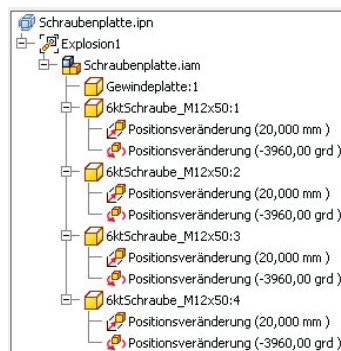 Schraubenplatte.ipn
Explosion1
Schraubenplatte.iam
Gewindeplatte:1
6ktSchraube_M12x50:1
Positionsveränderung (20,000 mm )
Positionsveränderung (-3960,00 grd )
6ktSchraube_M12x50:2
Positionsveränderung (20,000 mm )
Positionsveränderung (-3960,00 grd )
6ktSchraube_M12x50:3
Positionsveränderung (20,000 mm )
Positionsveränderung (-3960,00 grd )
6ktSchraube_M12x50:4
Positionsveränderung (20,000 mm )
Positionsveränderung (-3960,00 grd )